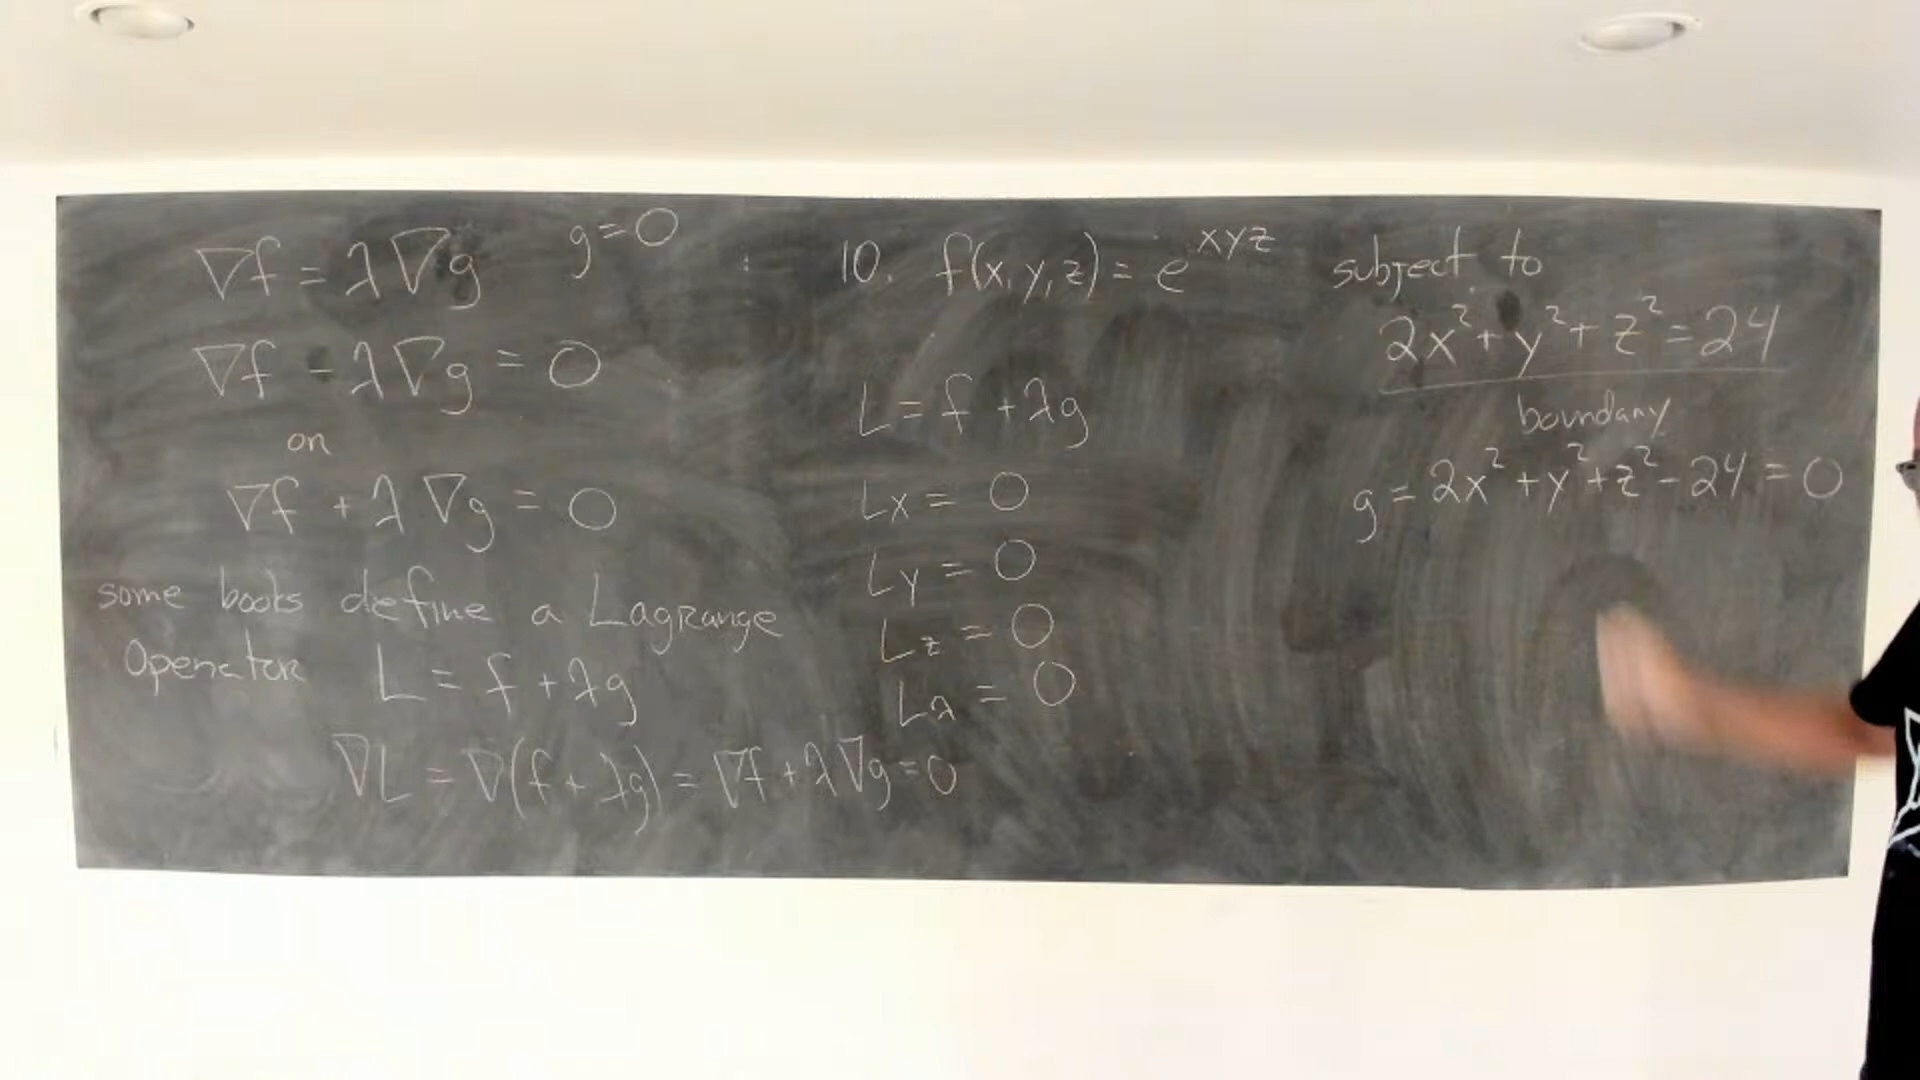 ∇f = λ∇g   g=0
∇f - λ∇g = 0
or
∇f + λ∇g = 0
some books define a Lagrange
Operator   L = f + λg
∇L = ∇(f + λg) = ∇f + λ∇g = 0
10. f(x,y,z) = e^xyz   subject to
2x² + y² + z² = 24
boundary
g = 2x² + y² + z² - 24 = 0
L = f + λg
Lx = 0
Ly = 0
Lz = 0
Lλ = 0